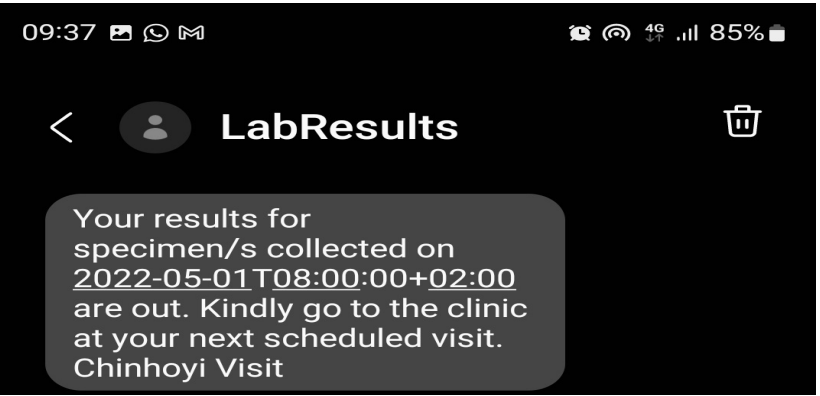 09:37 4G 85%
LabResults
Your results for
specimen/s collected on
2022-05-01T08:00:00+02:00
are out. Kindly go to the clinic
at your next scheduled visit.
Chinhoyi Visit